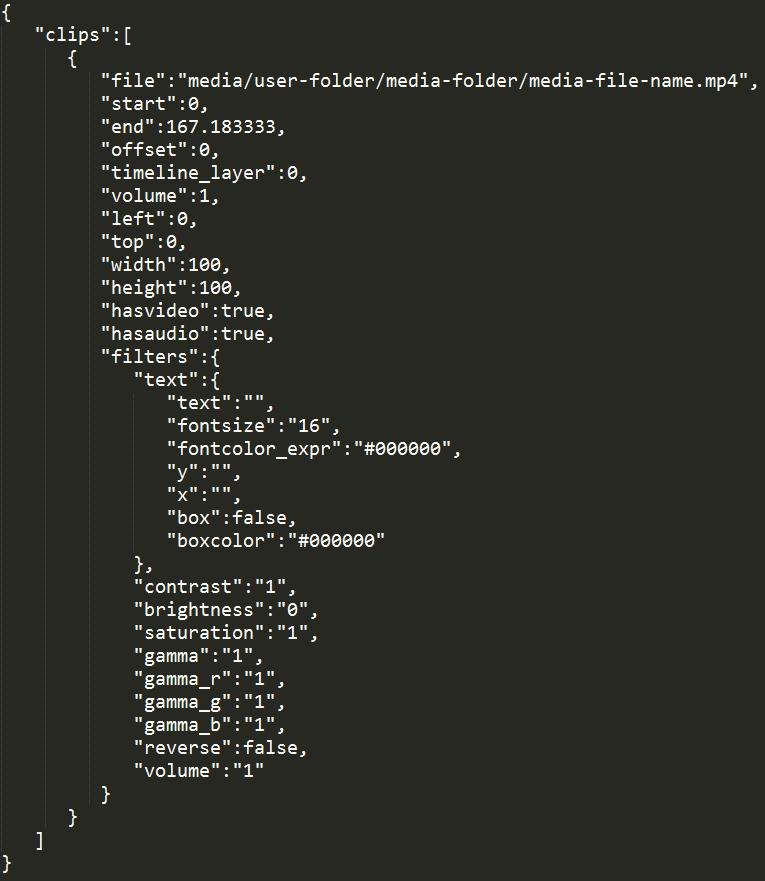 {
"clips":[
{
"file":"media/user-folder/media-folder/media-file-name.mp4",
"start":0,
"end":167.183333,
"offset":0,
"timeline_layer":0,
"volume":1,
"left":0,
"top":0,
"width":100,
"height":100,
"hasvideo":true,
"hasaudio":true,
"filters":{
"text":{
"text":"",
"fontsize":"16",
"fontcolor_expr":"#000000",
"y":"",
"x":"",
"box":false,
"boxcolor":"#000000"
},
"contrast":"1",
"brightness":"0",
"saturation":"1",
"gamma":"1",
"gamma_r":"1",
"gamma_g":"1",
"gamma_b":"1",
"reverse":false,
"volume":"1"
}
}
]
}